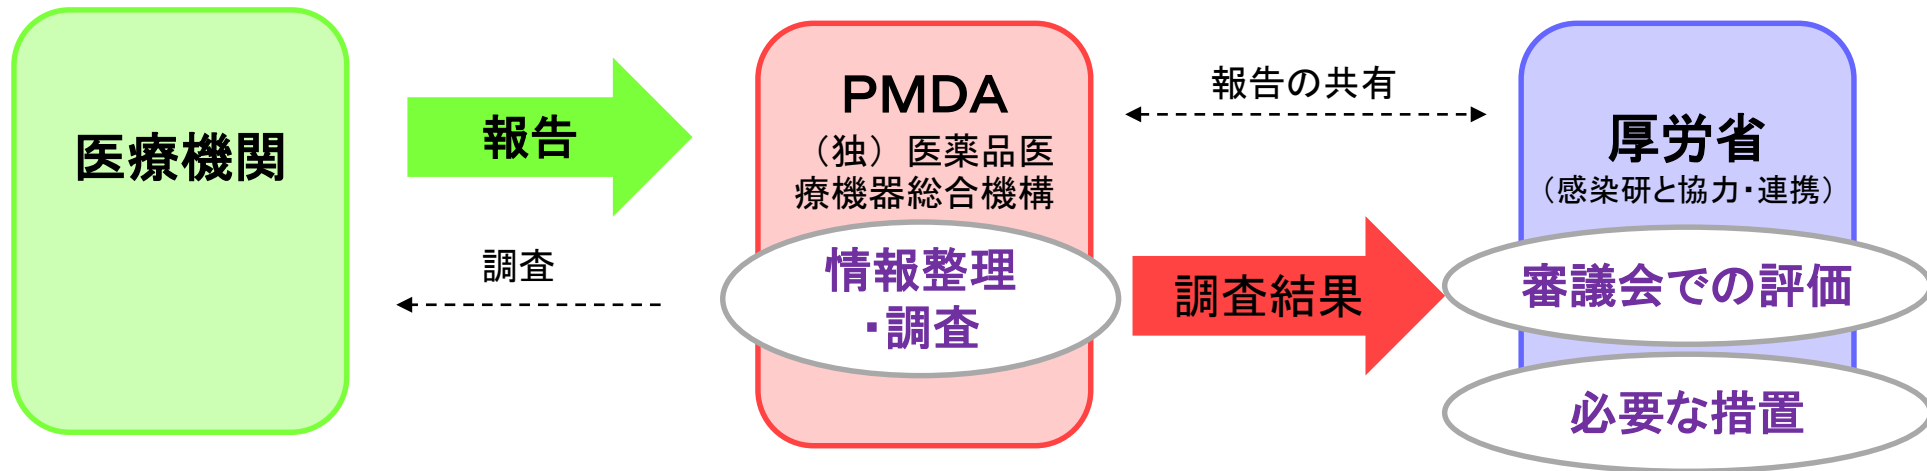 医療機関
報告
調査
PMDA
（独）医薬品医
療機器総合機構
情報整理
・調査
報告の共有
調査結果
厚労省
（感染研と協力・連携）
審議会での評価
必要な措置